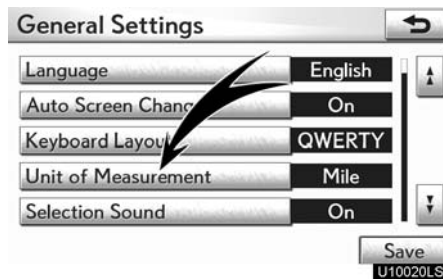 General Settings
Language English
Auto Screen Chang On
Keyboard Layou QWERTY
Unit of Measurement Mile
Selection Sound On
Save
U10020LS